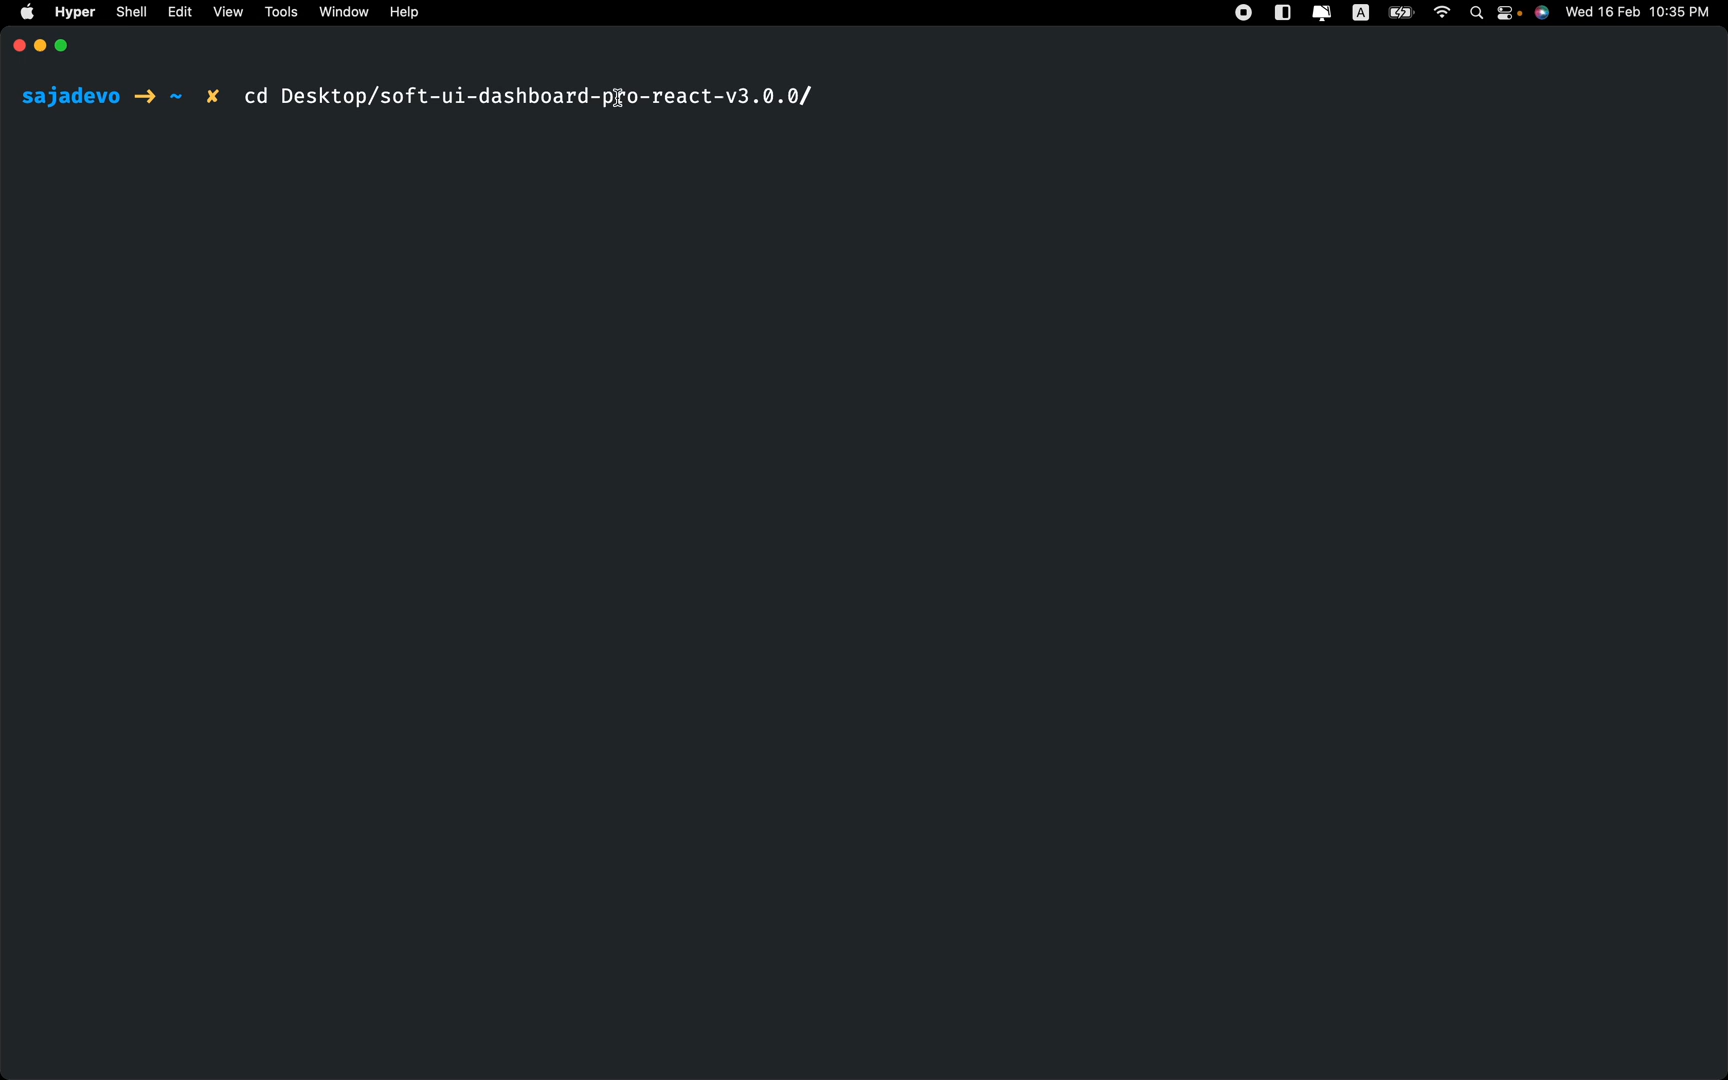 Hyper Shell Edit View Tools Window Help A Wed 16 Feb 10:35 PM
sajadevo → ~ ✘ cd Desktop/soft-ui-dashboard-pro-react-v3.0.0/